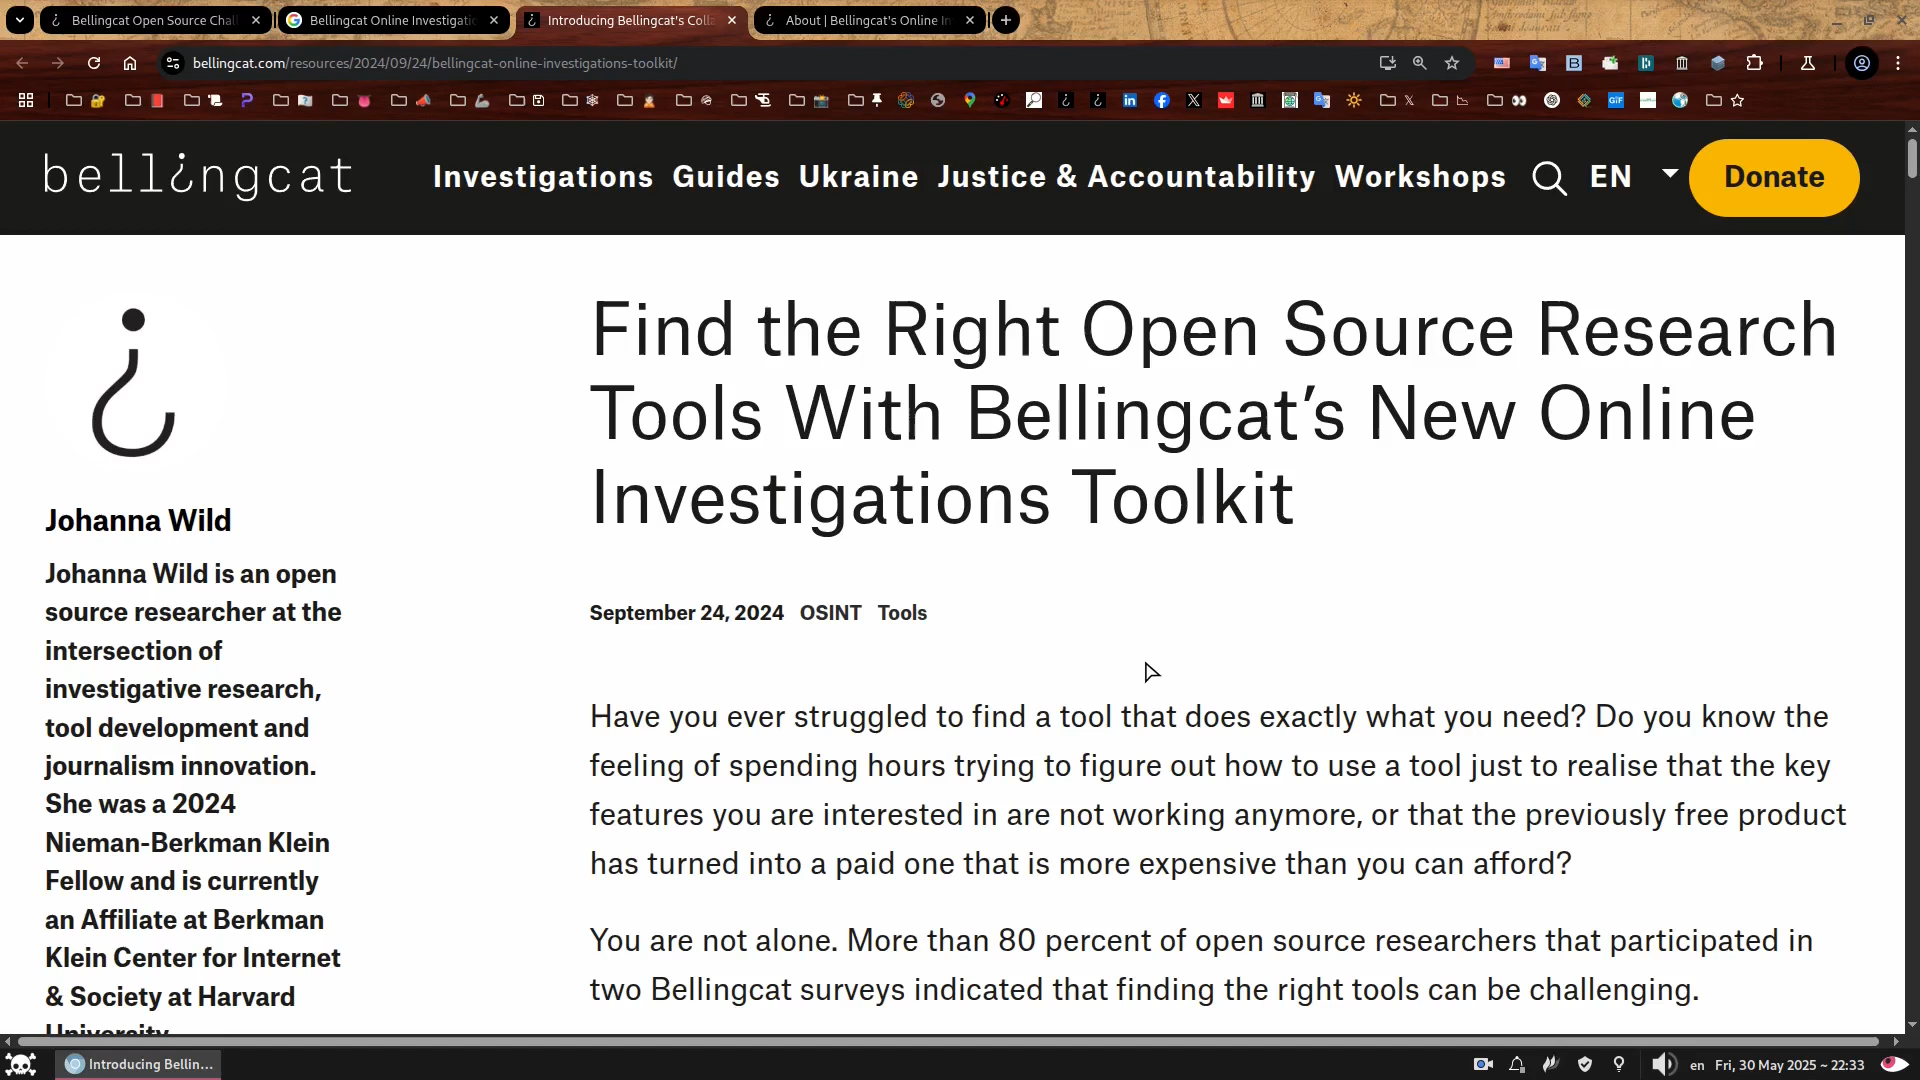 Bellingcat Open Source Chal
Bellingcat Online Investigatio
Introducing Bellingcat's Colla
About | Bellingcat's Online In
bellingcat.com/resources/2024/09/24/bellingcat-online-investigations-toolkit/
bell¿ngcat
Investigations Guides Ukraine Justice & Accountability Workshops EN Donate
Find the Right Open Source Research
Tools With Bellingcat’s New Online
Investigations Toolkit
Johanna Wild
Johanna Wild is an open
source researcher at the
intersection of
investigative research,
tool development and
journalism innovation.
She was a 2024
Nieman-Berkman Klein
Fellow and is currently
an Affiliate at Berkman
Klein Center for Internet
& Society at Harvard
University.
September 24, 2024 OSINT Tools
Have you ever struggled to find a tool that does exactly what you need? Do you know the
feeling of spending hours trying to figure out how to use a tool just to realise that the key
features you are interested in are not working anymore, or that the previously free product
has turned into a paid one that is more expensive than you can afford?
You are not alone. More than 80 percent of open source researchers that participated in
two Bellingcat surveys indicated that finding the right tools can be challenging.
Introducing Bellin...
en Fri, 30 May 2025 ~ 22:33